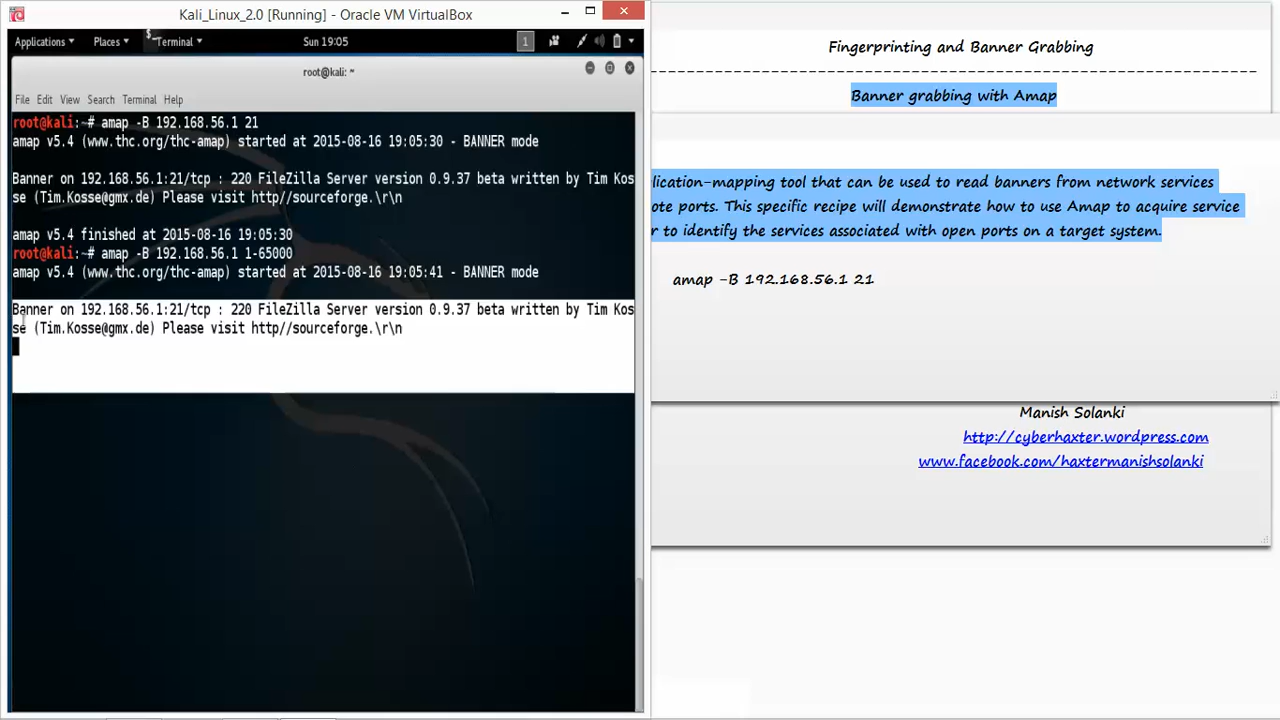 Kali_Linux_2.0 [Running] - Oracle VM VirtualBox
Applications Places Terminal Sun 19:05 1
root@kali: ~
File Edit View Search Terminal Help
root@kali:~# amap -B 192.168.56.1 21
amap v5.4 (www.thc.org/thc-amap) started at 2015-08-16 19:05:30 - BANNER mode
Banner on 192.168.56.1:21/tcp : 220 FileZilla Server version 0.9.37 beta written by Tim Kos
se (Tim.Kosse@gmx.de) Please visit http//sourceforge.\r\n
amap v5.4 finished at 2015-08-16 19:05:30
root@kali:~# amap -B 192.168.56.1 1-65000
amap v5.4 (www.thc.org/thc-amap) started at 2015-08-16 19:05:41 - BANNER mode
Banner on 192.168.56.1:21/tcp : 220 FileZilla Server version 0.9.37 beta written by Tim Kos
se (Tim.Kosse@gmx.de) Please visit http//sourceforge.\r\n
Fingerprinting and Banner Grabbing
Banner grabbing with Amap
lication-mapping tool that can be used to read banners from network services
ote ports. This specific recipe will demonstrate how to use Amap to acquire service
r to identify the services associated with open ports on a target system.
amap -B 192.168.56.1 21
Manish Solanki
http://cyberhaxter.wordpress.com
www.facebook.com/haxtermanishsolanki